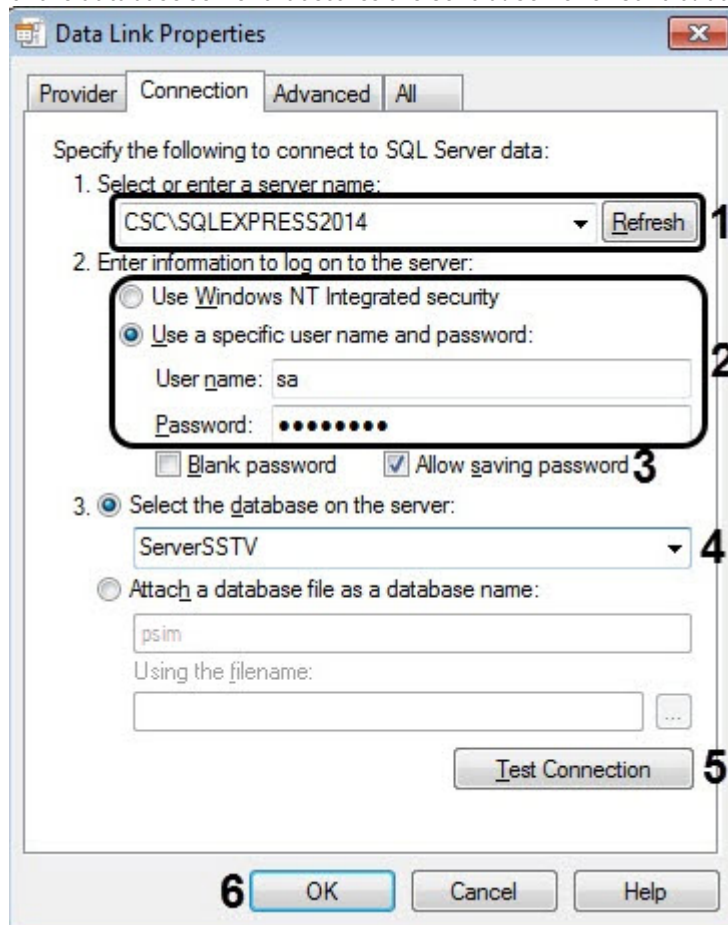 Data Link Properties
Provider Connection Advanced All
Specify the following to connect to SQL Server data:
1. Select or enter a server name:
CSC\SQLEXPRESS2014 Refresh 1
2. Enter information to log on to the server:
Use Windows NT Integrated security
Use a specific user name and password:
2
User name: sa
Password: ●●●●●●●●
Blank password Allow saving password 3
3. Select the database on the server:
ServerSSTV 4
Attach a database file as a database name:
psim
Using the filename:
...
Test Connection 5
6 OK Cancel Help